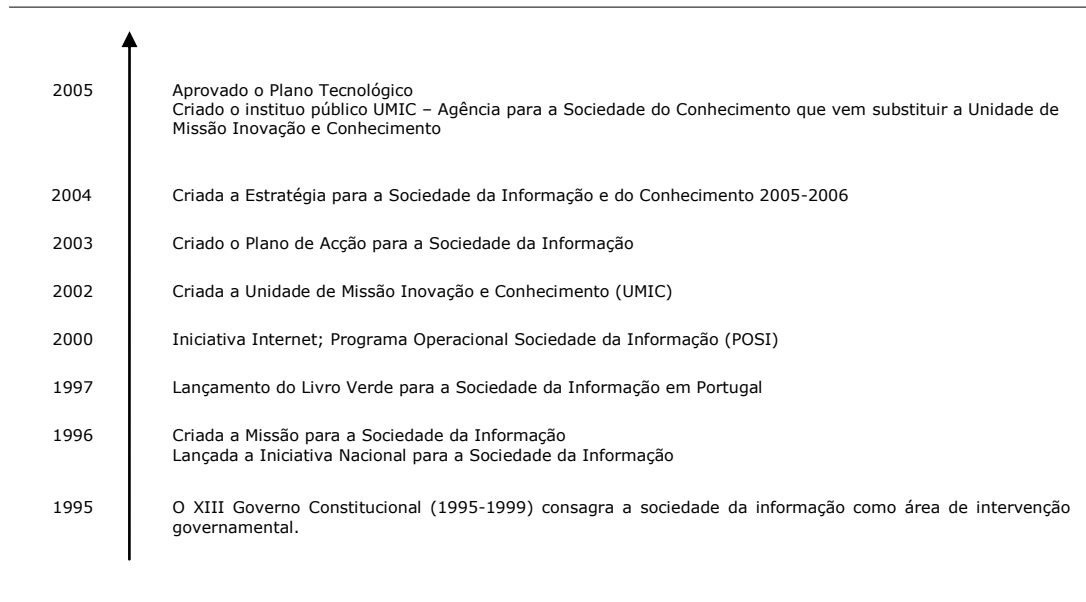 2005 Aprovado o Plano Tecnológico
Criado o instituo público UMIC – Agência para a Sociedade do Conhecimento que vem substituir a Unidade de
Missão Inovação e Conhecimento
2004 Criada a Estratégia para a Sociedade da Informação e do Conhecimento 2005-2006
2003 Criado o Plano de Acção para a Sociedade da Informação
2002 Criada a Unidade de Missão Inovação e Conhecimento (UMIC)
2000 Iniciativa Internet; Programa Operacional Sociedade da Informação (POSI)
1997 Lançamento do Livro Verde para a Sociedade da Informação em Portugal
1996 Criada a Missão para a Sociedade da Informação
Lançada a Iniciativa Nacional para a Sociedade da Informação
1995 O XIII Governo Constitucional (1995-1999) consagra a sociedade da informação como área de intervenção
governamental.